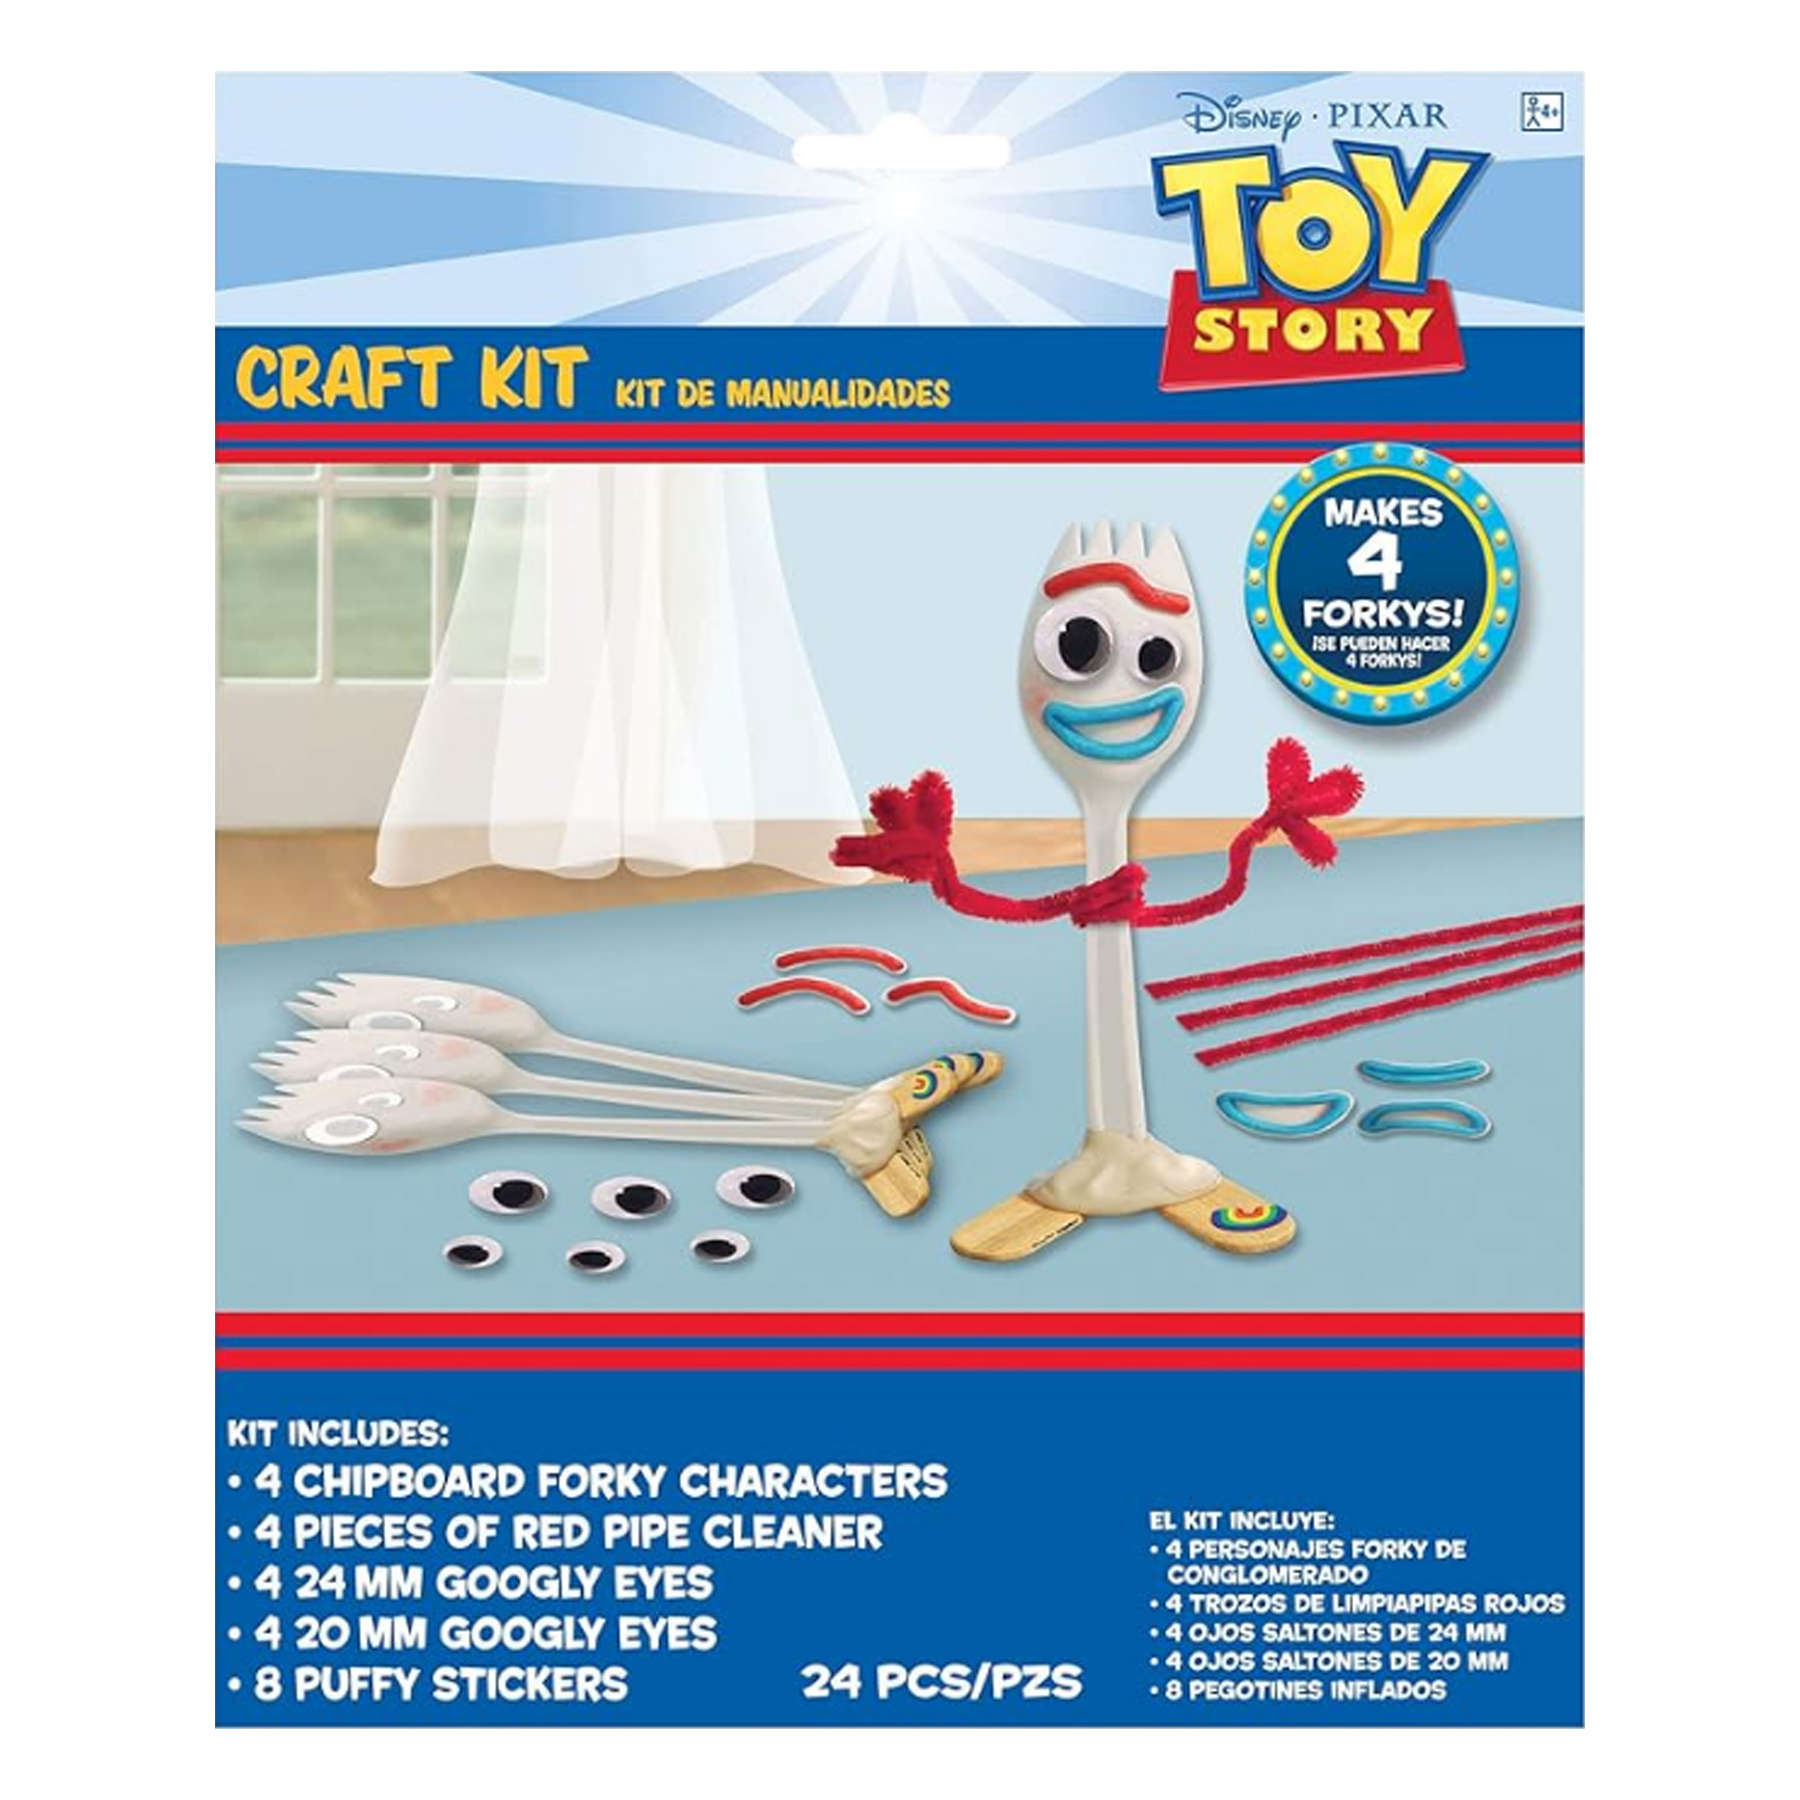 Disney · PIXAR
4+
TOY
STORY
CRAFT KIT KIT DE MANUALIDADES
MAKES
4
FORKYS!
¡SE PUEDEN HACER
4 FORKYS!
KIT INCLUDES:
• 4 CHIPBOARD FORKY CHARACTERS
• 4 PIECES OF RED PIPE CLEANER
• 4 24 MM GOOGLY EYES
• 4 20 MM GOOGLY EYES
• 8 PUFFY STICKERS
24 PCS/PZS
EL KIT INCLUYE:
• 4 PERSONAJES FORKY DE
CONGLOMERADO
• 4 TROZOS DE LIMPIAPIPAS ROJOS
• 4 OJOS SALTONES DE 24 MM
• 4 OJOS SALTONES DE 20 MM
• 8 PEGOTINES INFLADOS